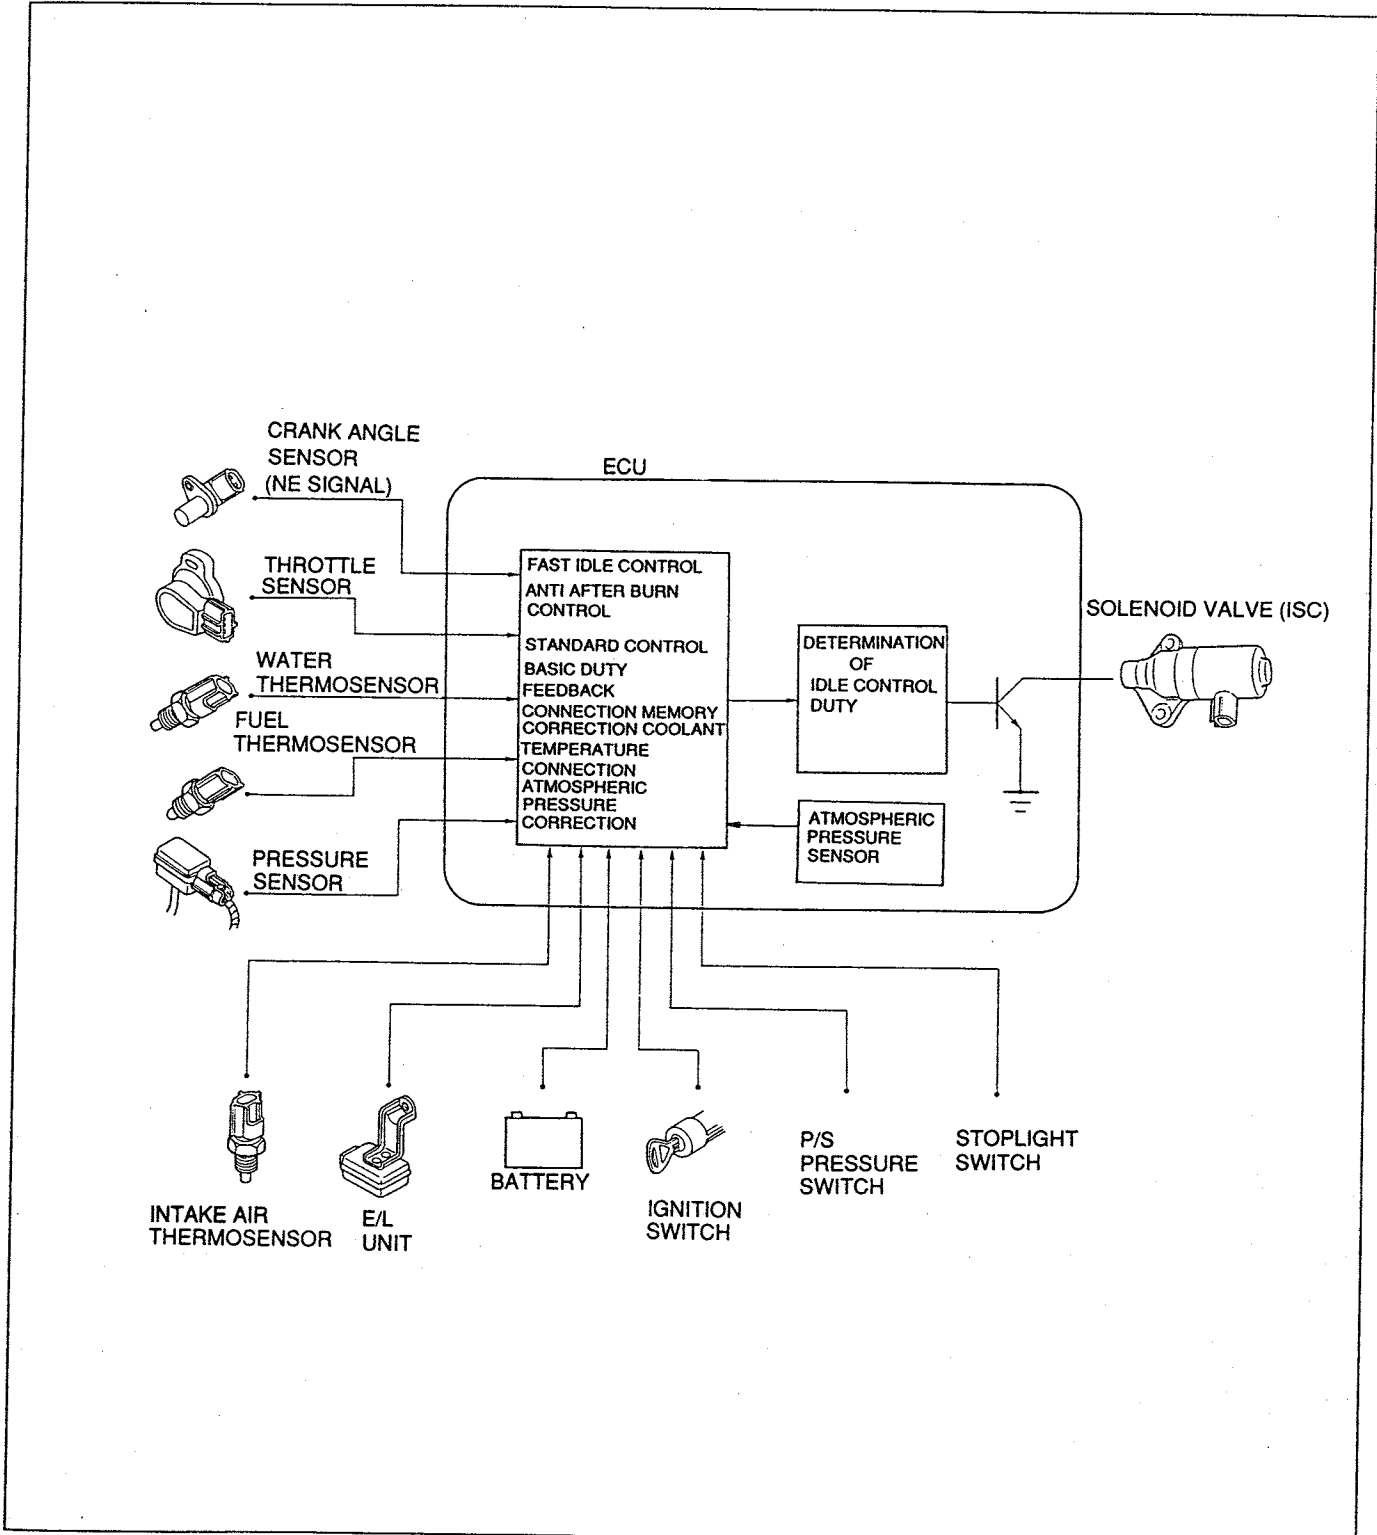 CRANK ANGLE
SENSOR
(NE SIGNAL)
ECU
THROTTLE
SENSOR
WATER
THERMOSENSOR
FUEL
THERMOSENSOR
PRESSURE
SENSOR
FAST IDLE CONTROL
ANTI AFTER BURN
CONTROL
STANDARD CONTROL
BASIC DUTY
FEEDBACK
CONNECTION MEMORY
CORRECTION COOLANT
TEMPERATURE
CONNECTION
ATMOSPHERIC
PRESSURE
CORRECTION
DETERMINATION
OF
IDLE CONTROL
DUTY
ATMOSPHERIC
PRESSURE
SENSOR
SOLENOID VALVE (ISC)
INTAKE AIR
THERMOSENSOR
E/L
UNIT
BATTERY
IGNITION
SWITCH
P/S
PRESSURE
SWITCH
STOPLIGHT
SWITCH